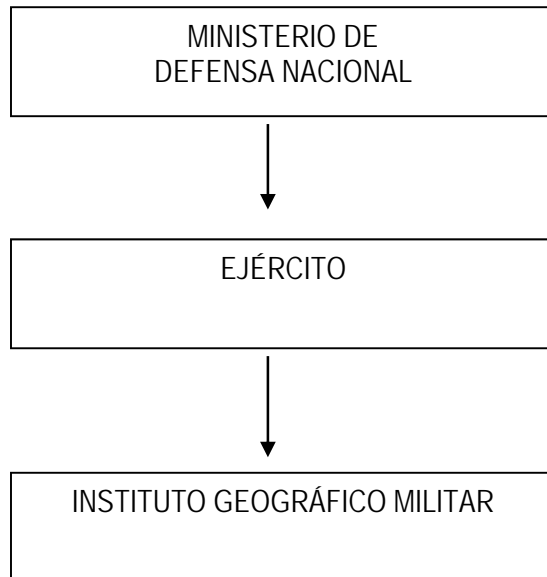 MINISTERIO DE
DEFENSA NACIONAL
EJÉRCITO
INSTITUTO GEOGRÁFICO MILITAR